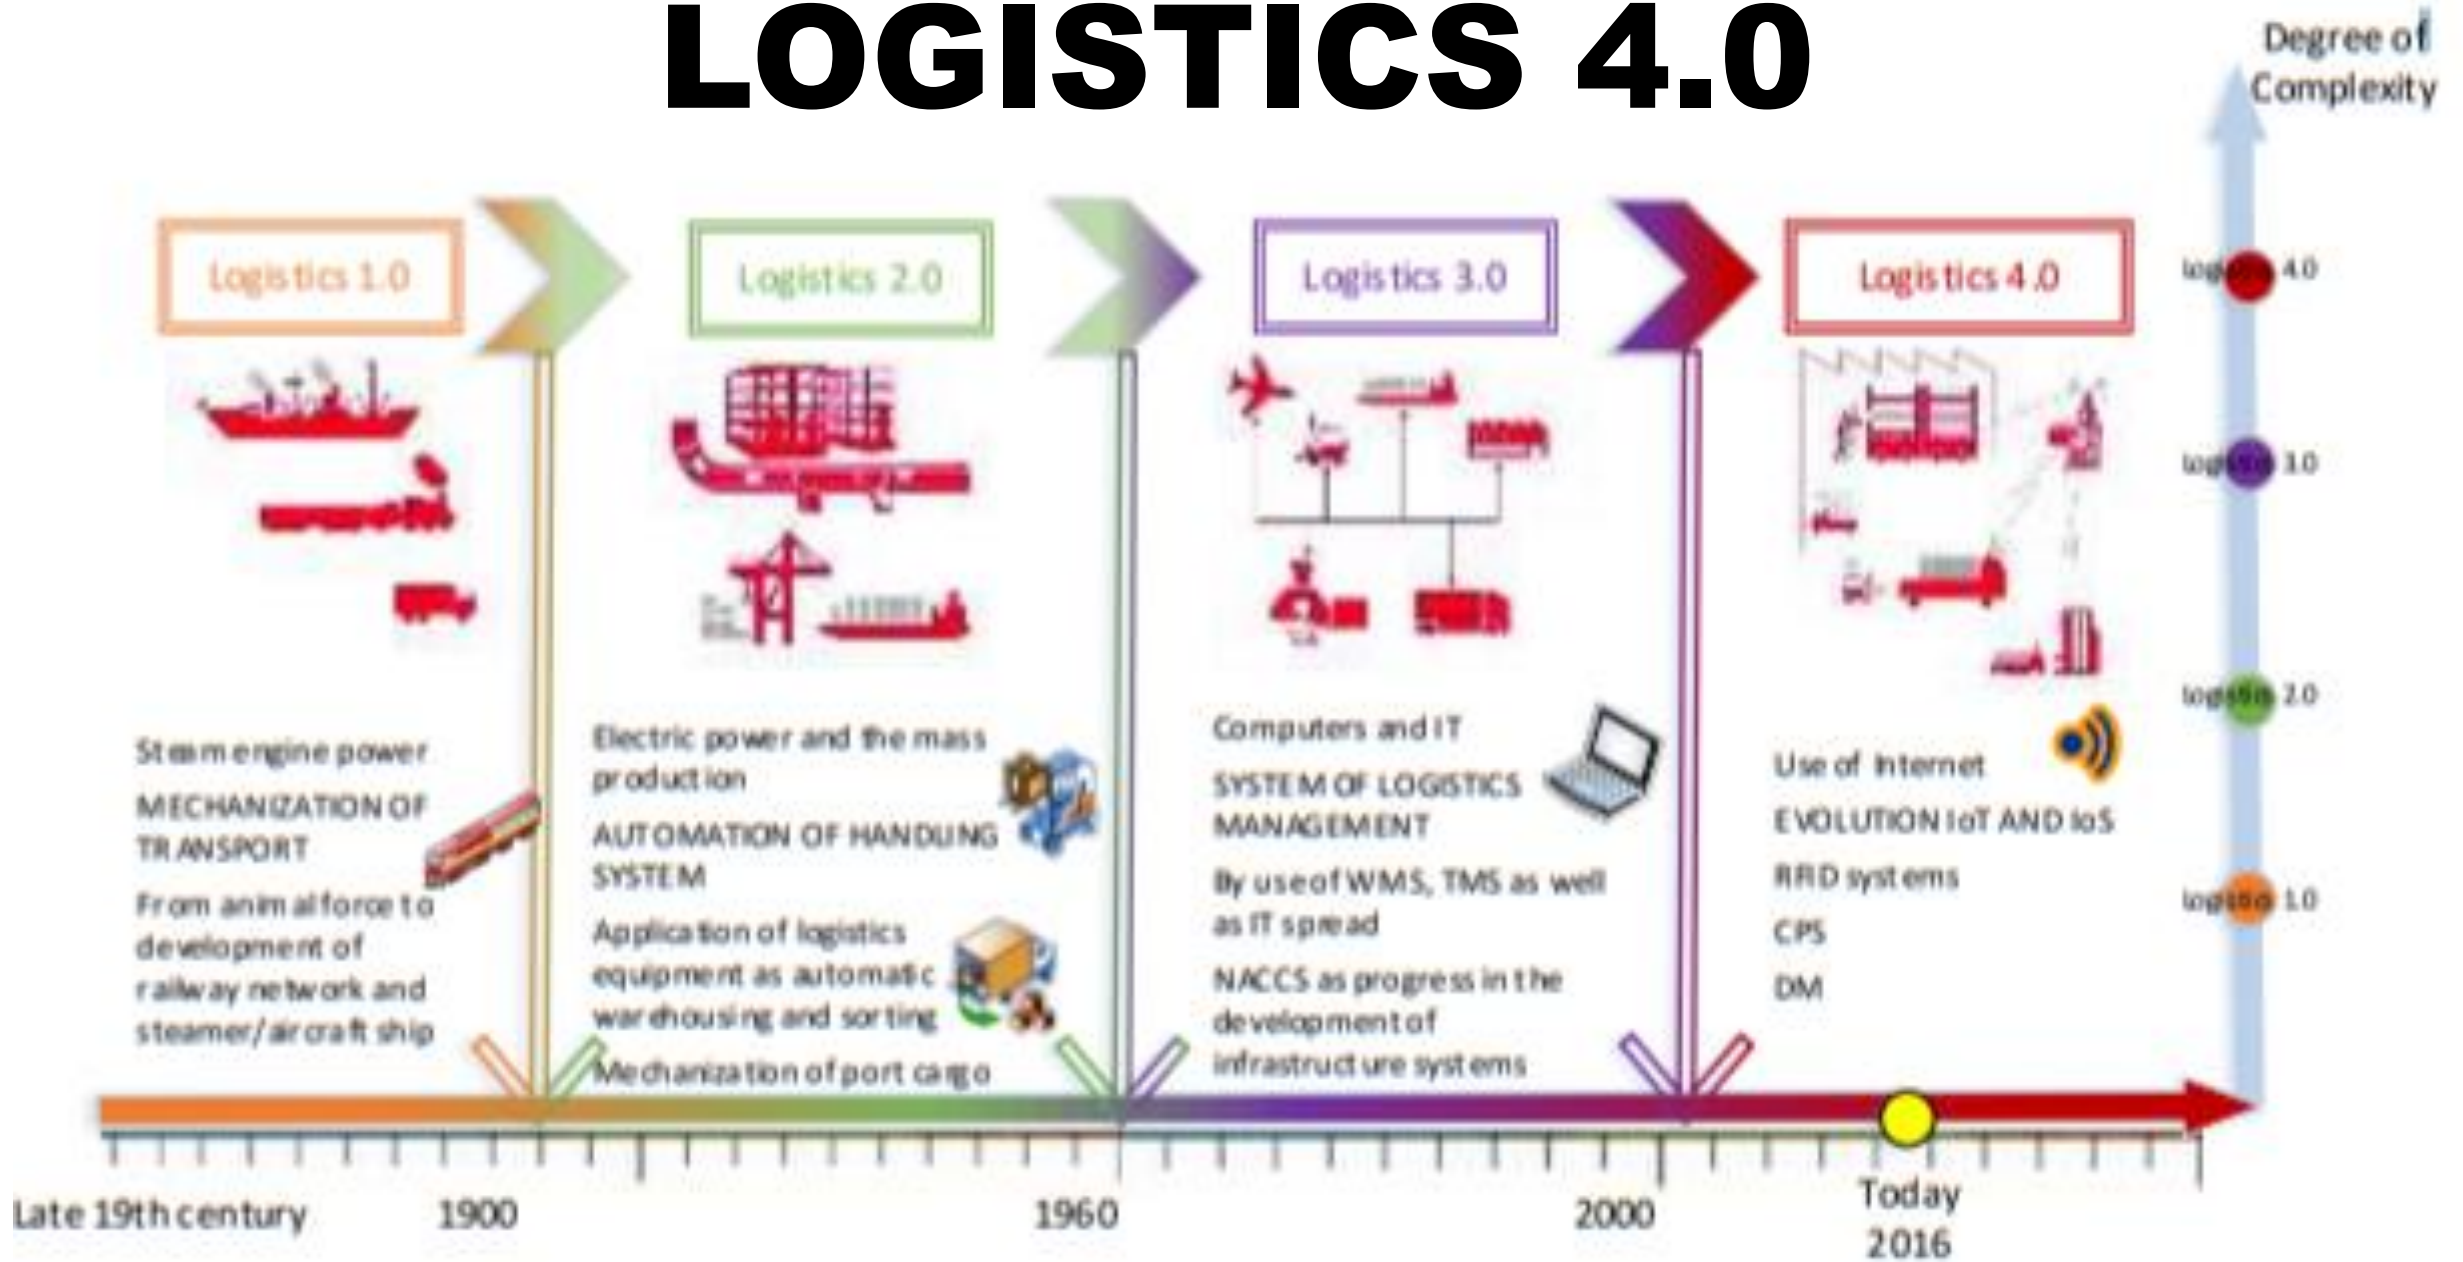 LOGISTICS 4.0
Degree of
Complexity
Logistics 1.0
Logistics 2.0
Logistics 3.0
Logistics 4.0
Steam engine power
MECHANIZATION OF
TRANSPORT
From animal force to
development of
railway network and
steamer/aircraft ship
Electric power and the mass
production
AUTOMATION OF HANDLING
SYSTEM
Application of logistics
equipment as automatic
warehousing and sorting
Mechanization of port cargo
Computers and IT
SYSTEM OF LOGISTICS
MANAGEMENT
By use of WMS, TMS as well
as IT spread
NACCS as progress in the
development of
infrastructure systems
Use of Internet
EVOLUTION IoT AND IoS
RFID systems
CPS
DM
logistics 4.0
logistics 3.0
logistics 2.0
logistics 1.0
Late 19th century
1900
1960
2000
Today
2016